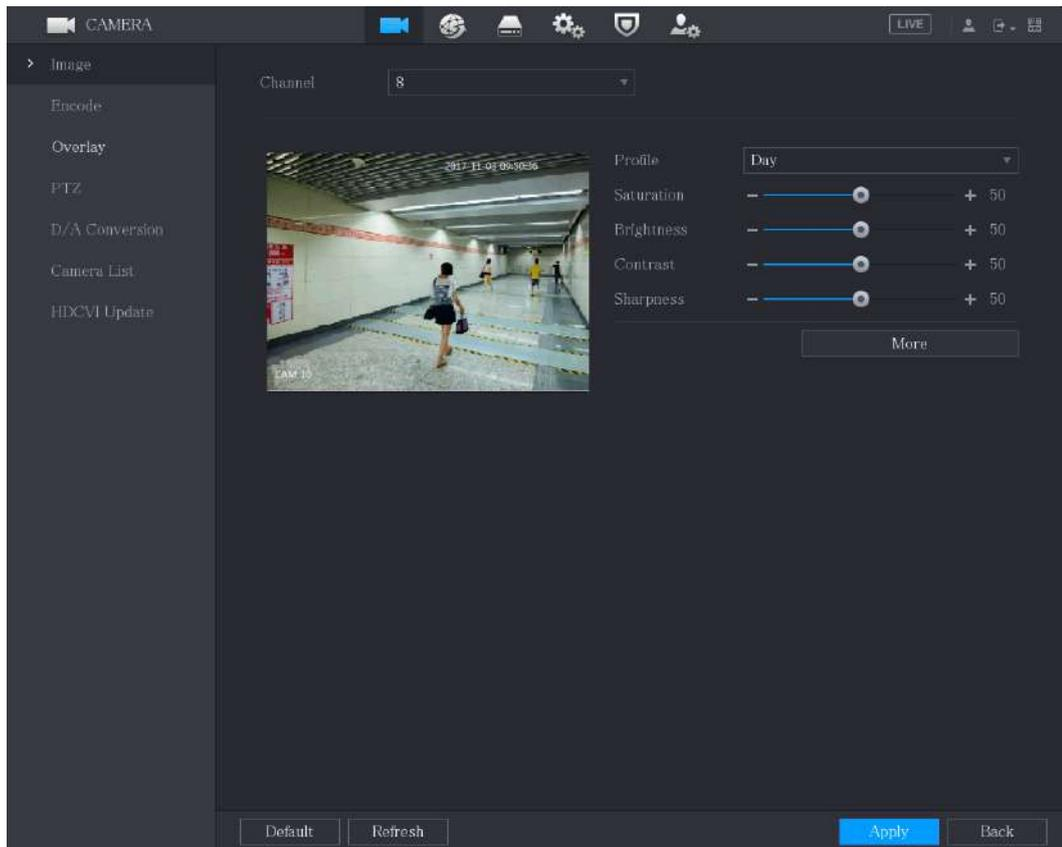 CAMERA LIVE
Image
Encode
Overlay
PTZ
D/A Conversion
Camera List
HDCVI Update
Channel 8
2017-11-03 09:50:36
CAM 10
Profile Day
Saturation - + 50
Brightness - + 50
Contrast - + 50
Sharpness - + 50
More
Default Refresh Apply Back